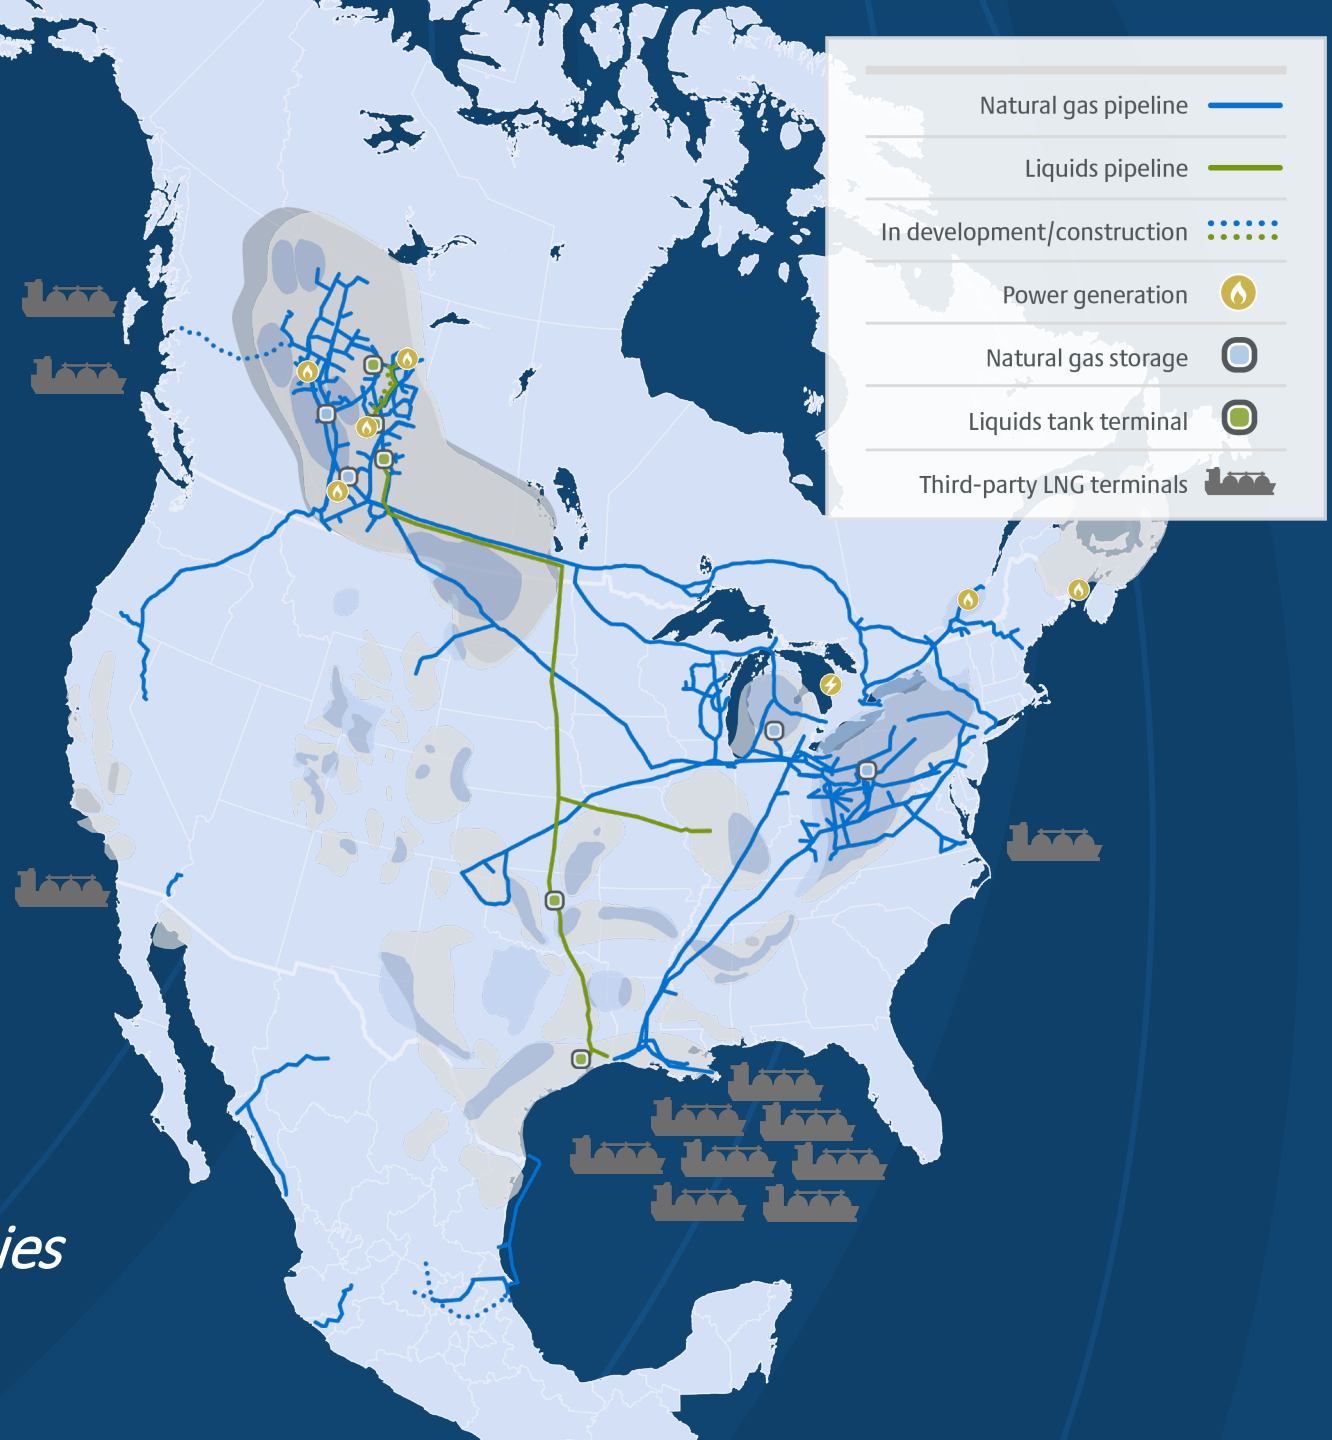 Natural gas pipeline
Liquids pipeline
In development/construction
Power generation
Natural gas storage
Liquids tank terminal
Third-party LNG terminals
ies